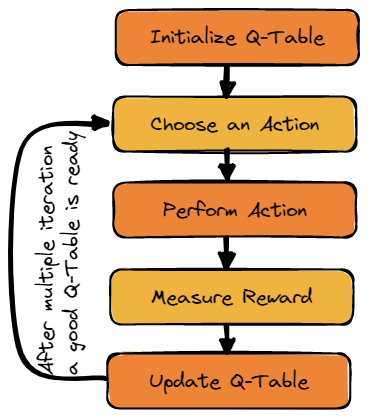 Initialize Q-Table
Choose an Action
Perform Action
Measure Reward
Update Q-Table
After multiple iteration
a good Q-Table is ready